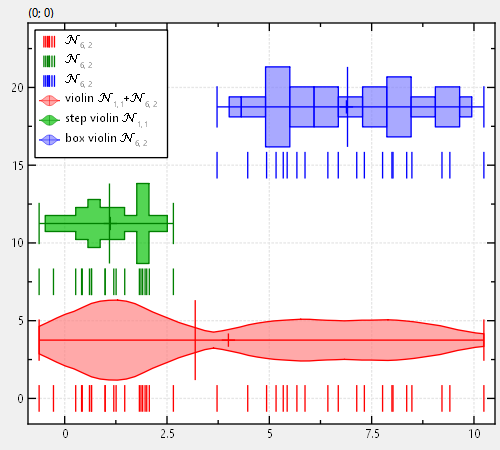 (0; 0)
𝒩6, 2
𝒩6, 2
𝒩6, 2
violin 𝒩1, 1+𝒩6, 2
step violin 𝒩1, 1
box violin 𝒩6, 2
20
15
10
5
0
0 2.5 5 7.5 10